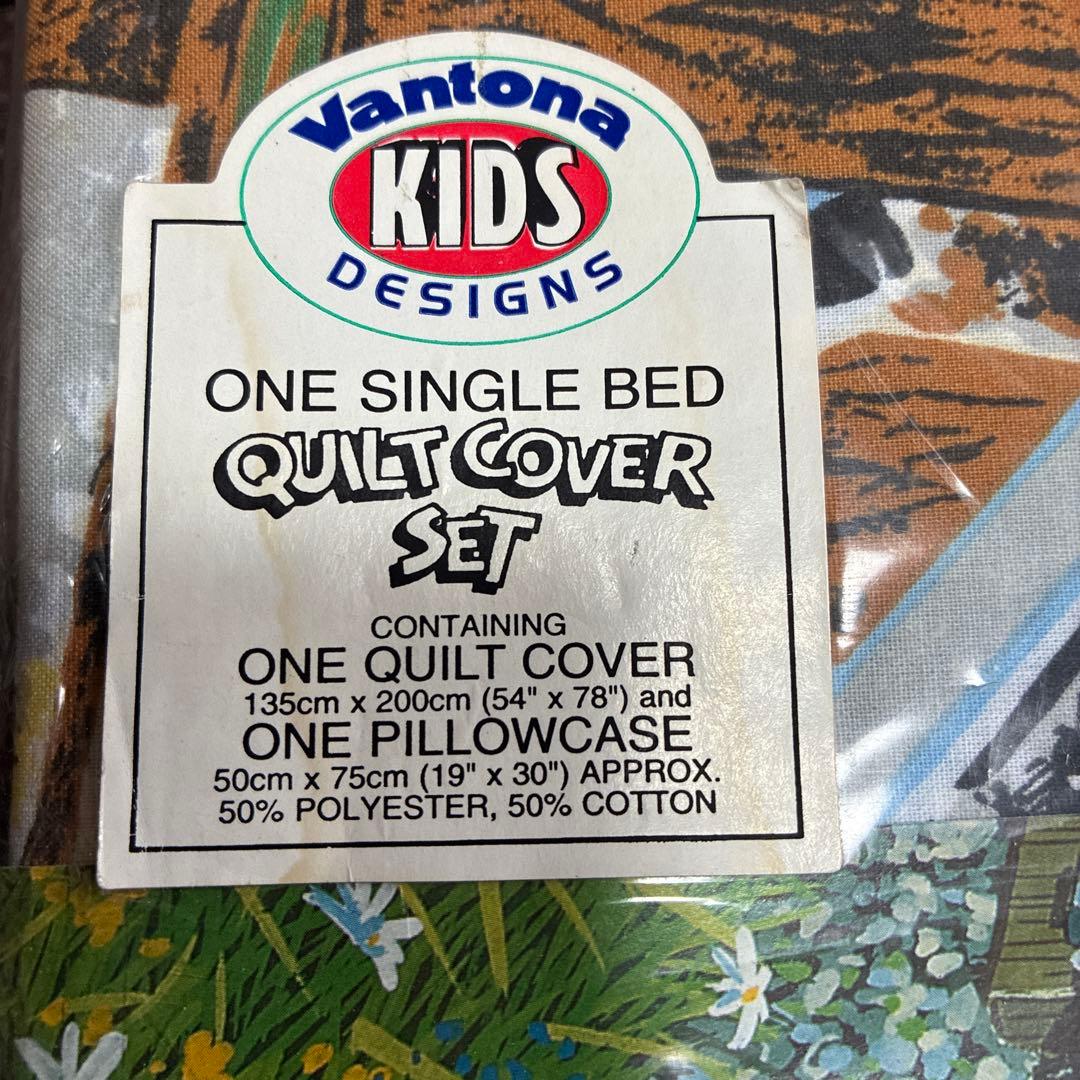 Vantona
KIDS
DESIGNS
ONE SINGLE BED
QUILT COVER
SET
CONTAINING
ONE QUILT COVER
135cm x 200cm (54" x 78") and
ONE PILLOWCASE
50cm x 75cm (19" x 30") APPROX.
50% POLYESTER, 50% COTTON